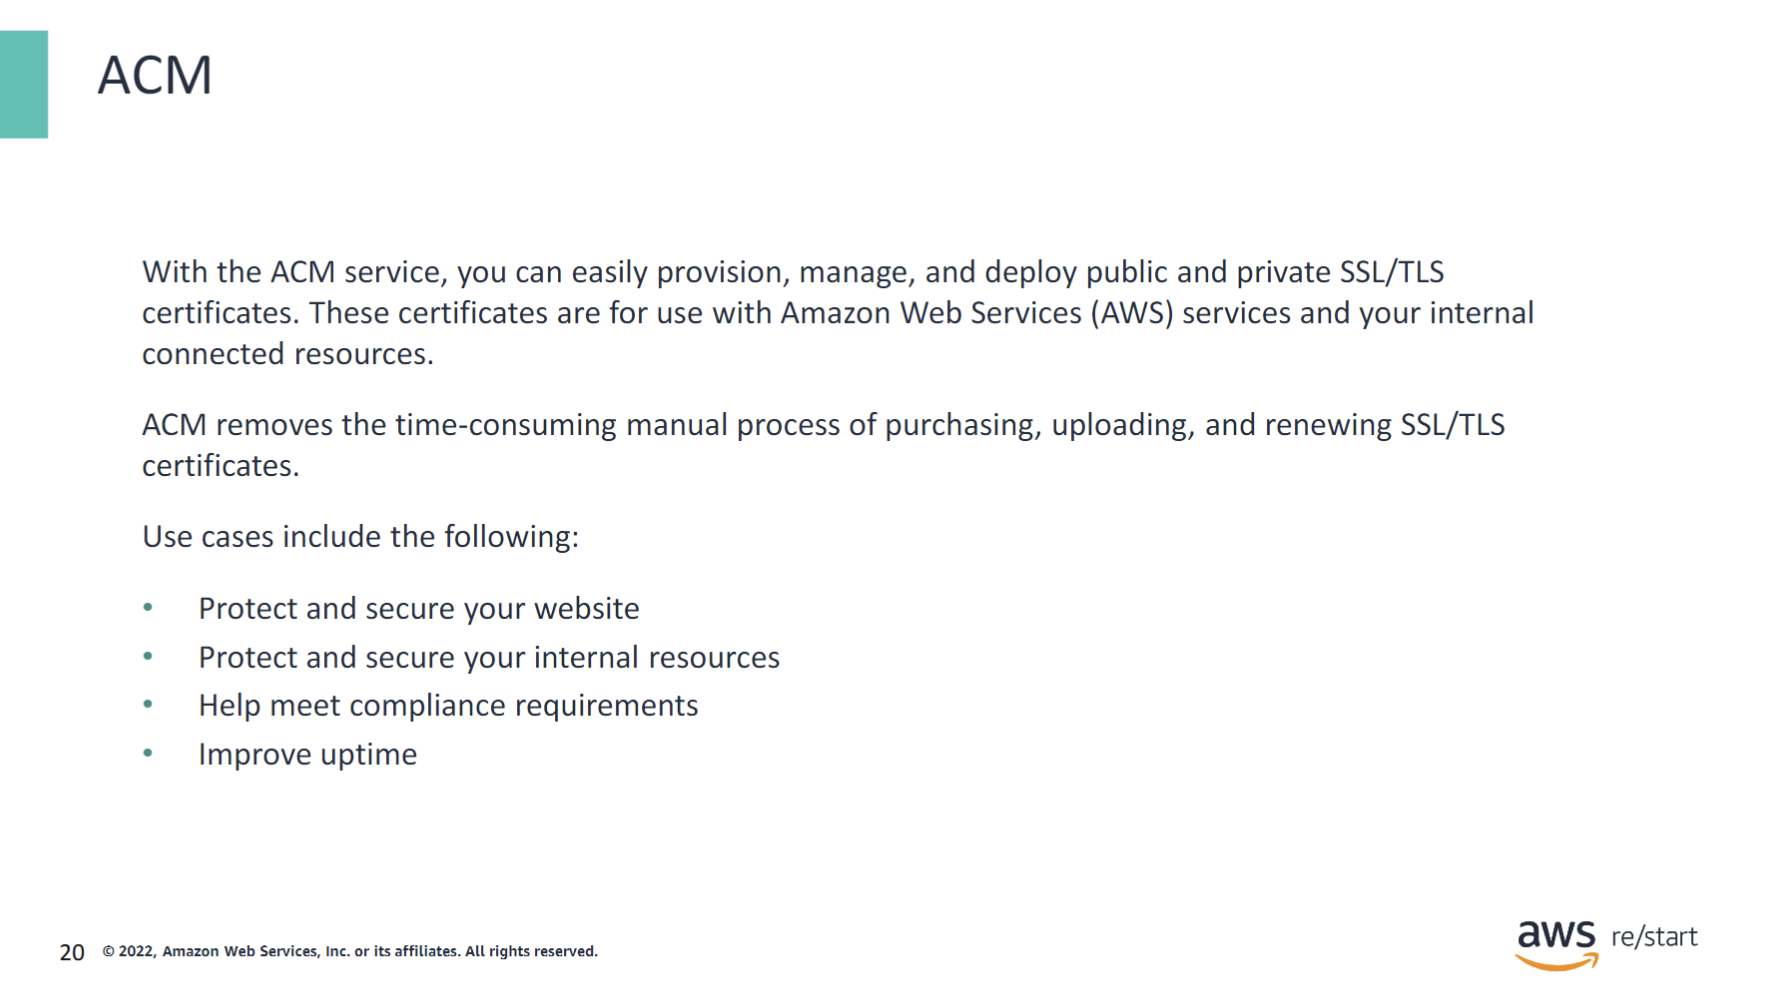 ACM
With the ACM service, you can easily provision, manage, and deploy public and private SSL/TLS
certificates. These certificates are for use with Amazon Web Services (AWS) services and your internal
connected resources.
ACM removes the time-consuming manual process of purchasing, uploading, and renewing SSL/TLS
certificates.
Use cases include the following:
• Protect and secure your website
• Protect and secure your internal resources
• Help meet compliance requirements
• Improve uptime
20 © 2022, Amazon Web Services, Inc. or its affiliates. All rights reserved.
aws re/start